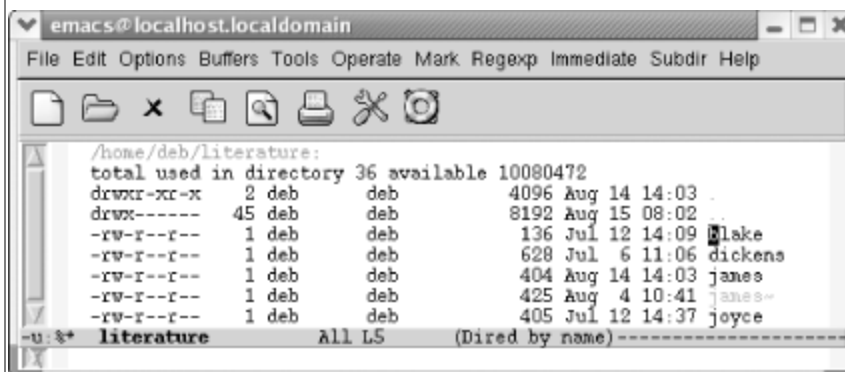 emacs@localhost.localdomain
File Edit Options Buffers Tools Operate Mark Regexp Immediate Subdir Help
/home/deb/literature:
total used in directory 36 available 10080472
drwxr-xr-x 2 deb deb 4096 Aug 14 14:03 .
drwx------ 45 deb deb 8192 Aug 15 08:02 ..
-rw-r--r-- 1 deb deb 136 Jul 12 14:09 blake
-rw-r--r-- 1 deb deb 628 Jul 6 11:06 dickens
-rw-r--r-- 1 deb deb 404 Aug 14 14:03 james
-rw-r--r-- 1 deb deb 425 Aug 4 10:41 james~
-rw-r--r-- 1 deb deb 405 Jul 12 14:37 joyce
-u:%* literature All L5 (Dired by name)---------------------